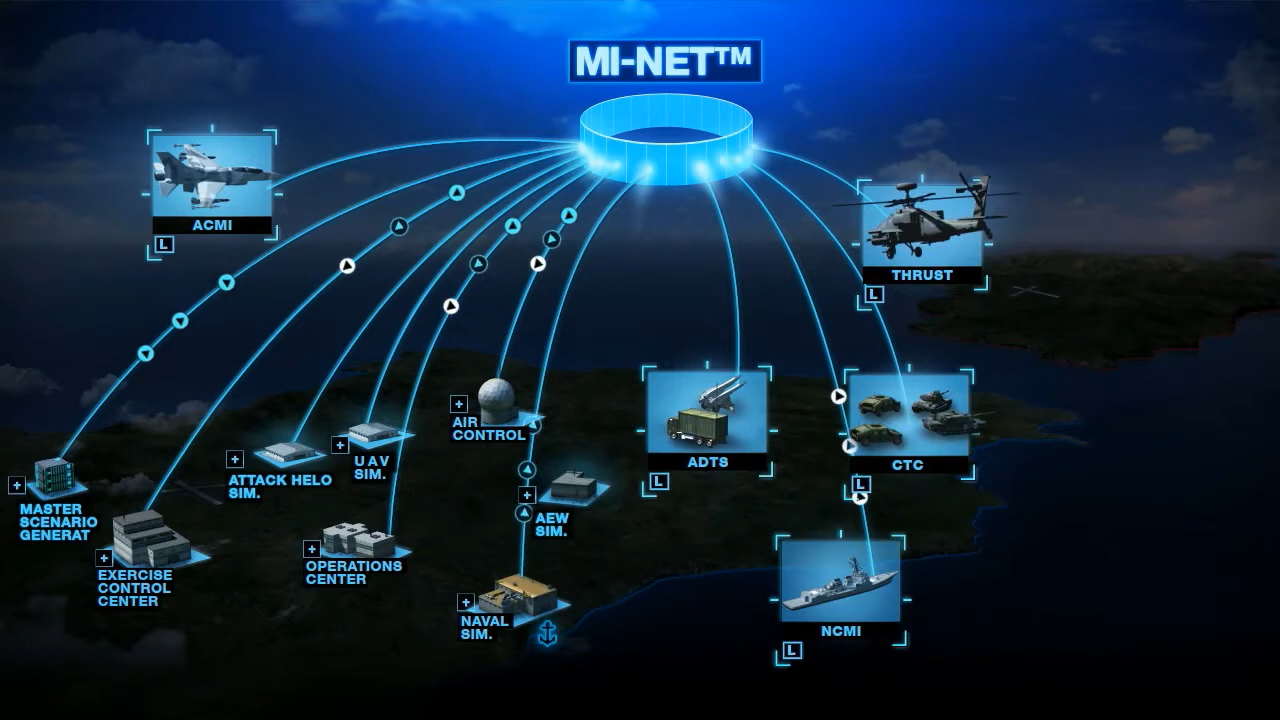 MI-NET™
ACMI
L
THRUST
L
AIR
CONTROL
ADTS
L
CTC
L
ATTACK HELO
SIM.
UAV
SIM.
MASTER
SCENARIO
GENERAT
EXERCISE
CONTROL
CENTER
OPERATIONS
CENTER
AEW
SIM.
NAVAL
SIM.
NCMI
L